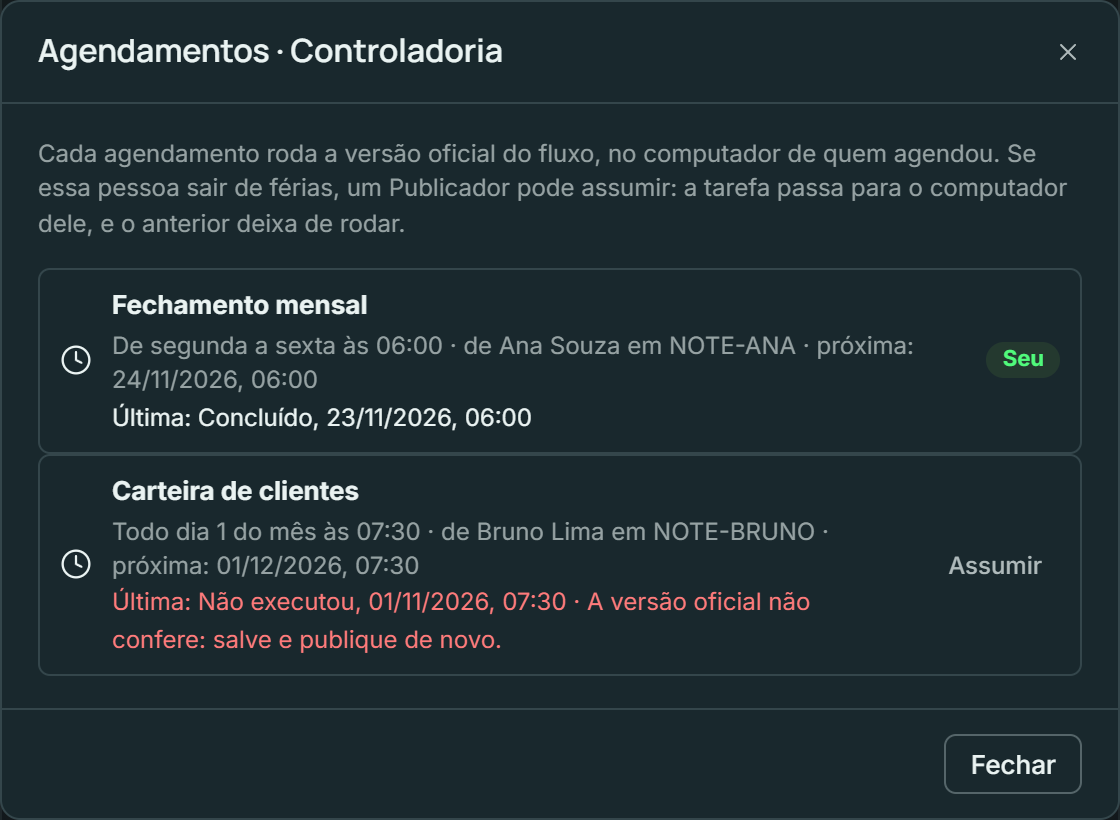 Agendamentos · Controladoria
Cada agendamento roda a versão oficial do fluxo, no computador de quem agendou. Se
essa pessoa sair de férias, um Publicador pode assumir: a tarefa passa para o computador
dele, e o anterior deixa de rodar.
Fechamento mensal
De segunda a sexta às 06:00 · de Ana Souza em NOTE-ANA · próxima:
24/11/2026, 06:00
Última: Concluído, 23/11/2026, 06:00
Seu
Carteira de clientes
Todo dia 1 do mês às 07:30 · de Bruno Lima em NOTE-BRUNO ·
próxima: 01/12/2026, 07:30
Última: Não executou, 01/11/2026, 07:30 · A versão oficial não
confere: salve e publique de novo.
Assumir
Fechar